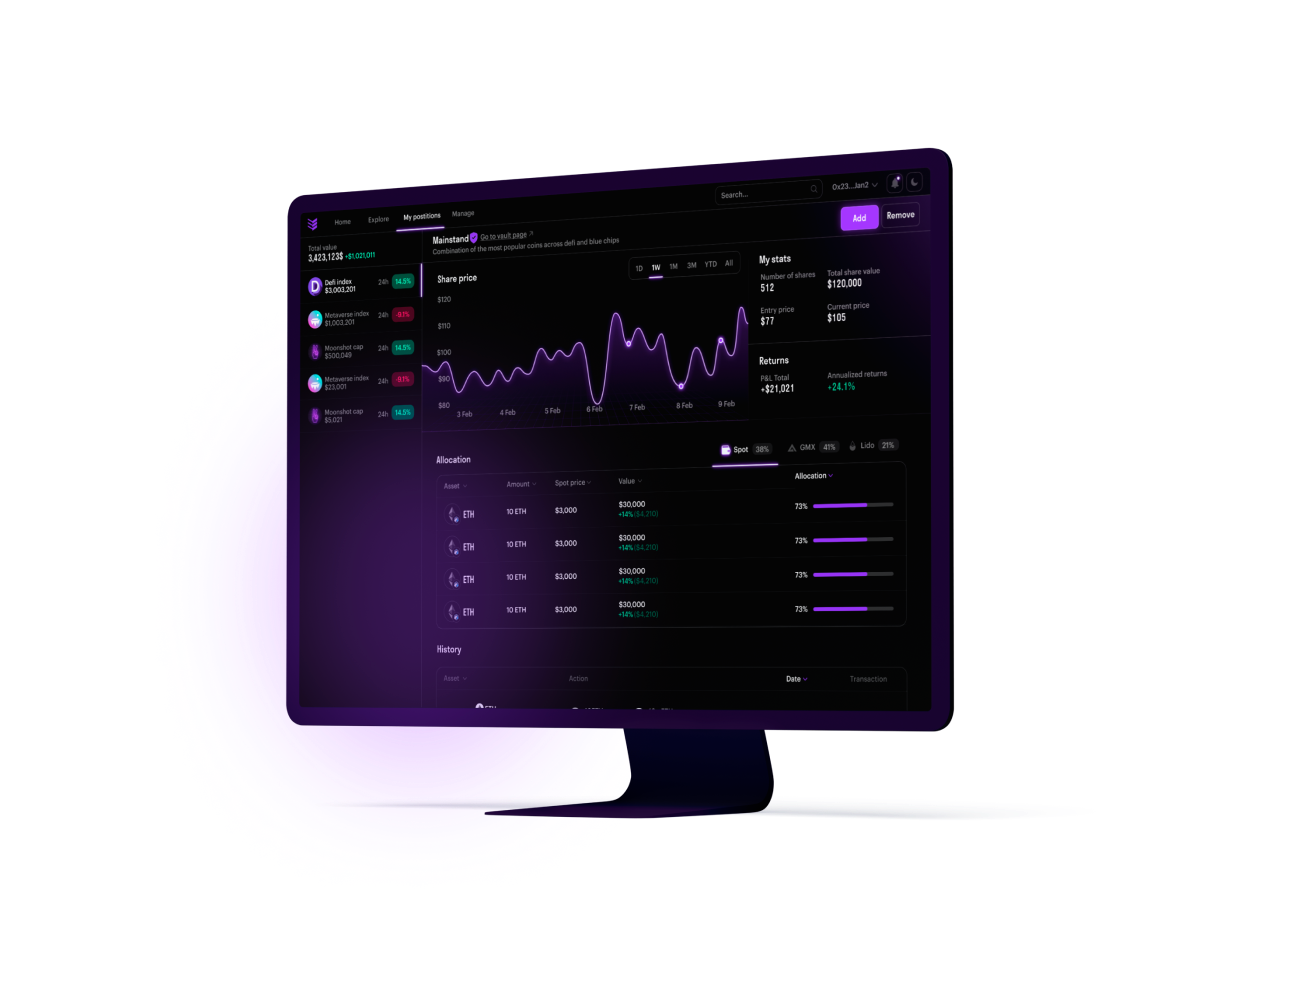 Home Explore My postitions Manage
Search...
0x23...Jan2
Total value
3,423,123$ +$1,021,011
Mainstand Go to vault page
Combination of the most popular coins across defi and blue chips
Add Remove
D Defi index 24h 14.5%
$3,003,201
Metaverse index 24h -9.1%
$1,003,201
Moonshot cap 24h 14.5%
$500,049
Metaverse index 24h -9.1%
$23,001
Moonshot cap 24h 14.5%
$5,021
Share price
1D 1W 1M 3M YTD All
$120
$110
$100
$90
$80
3 Feb 4 Feb 5 Feb 6 Feb 7 Feb 8 Feb 9 Feb
My stats
Number of shares Total share value
512 $120,000
Entry price Current price
$77 $105
Returns
P&L Total Annualized returns
+$21,021 +24.1%
Allocation
Spot 38% GMX 41% Lido 21%
Asset Amount Spot price Value Allocation
ETH 10 ETH $3,000 $30,000 73%
+14% ($4,210)
ETH 10 ETH $3,000 $30,000 73%
+14% ($4,210)
ETH 10 ETH $3,000 $30,000 73%
+14% ($4,210)
ETH 10 ETH $3,000 $30,000 73%
+14% ($4,210)
History
Asset Action Date Transaction